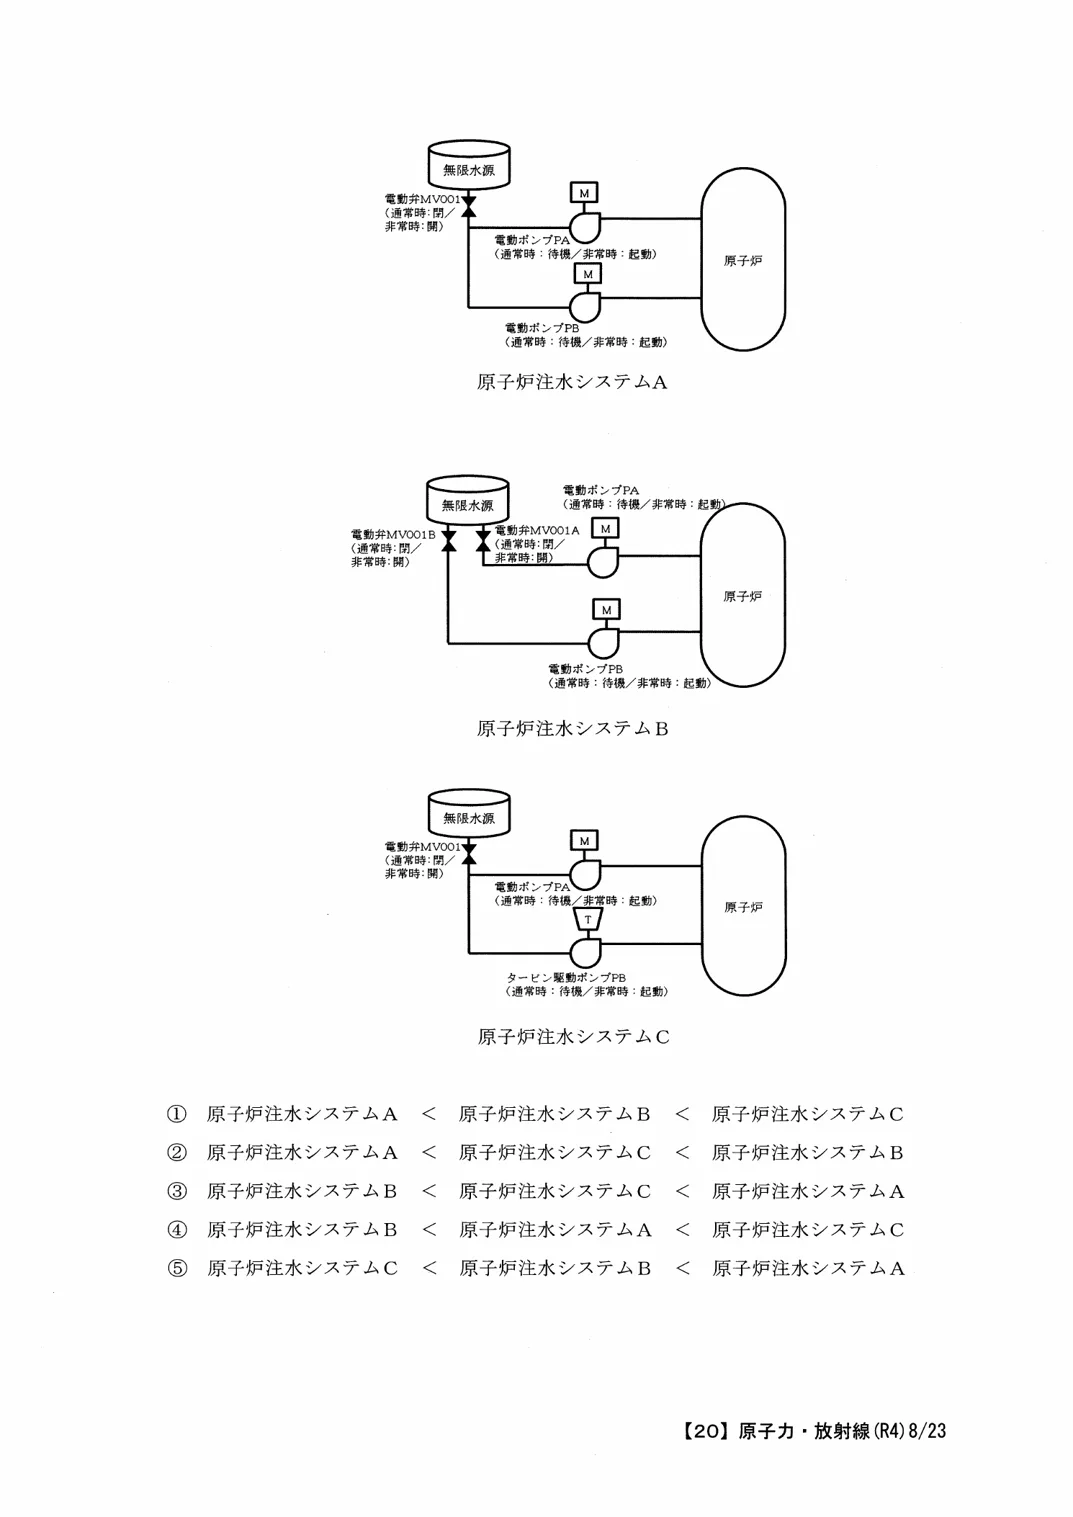 無限水源
電動弁MV001
(通常時:閉/
非常時:開)
M
電動ポンプPA
(通常時:待機/非常時:起動)
M
電動ポンプPB
(通常時:待機/非常時:起動)
原子炉
原子炉注水システムA
無限水源
電動弁MV001B
(通常時:閉/
非常時:開)
電動弁MV001A
(通常時:閉/
非常時:開)
電動ポンプPA
(通常時:待機/非常時:起動)
M
M
電動ポンプPB
(通常時:待機/非常時:起動)
原子炉
原子炉注水システムB
無限水源
電動弁MV001
(通常時:閉/
非常時:開)
M
電動ポンプPA
(通常時:待機/非常時:起動)
T
タービン駆動ポンプPB
(通常時:待機/非常時:起動)
原子炉
原子炉注水システムC
① 原子炉注水システムA < 原子炉注水システムB < 原子炉注水システムC
② 原子炉注水システムA < 原子炉注水システムC < 原子炉注水システムB
③ 原子炉注水システムB < 原子炉注水システムC < 原子炉注水システムA
④ 原子炉注水システムB < 原子炉注水システムA < 原子炉注水システムC
⑤ 原子炉注水システムC < 原子炉注水システムB < 原子炉注水システムA
【20】原子力・放射線(R4)8/23